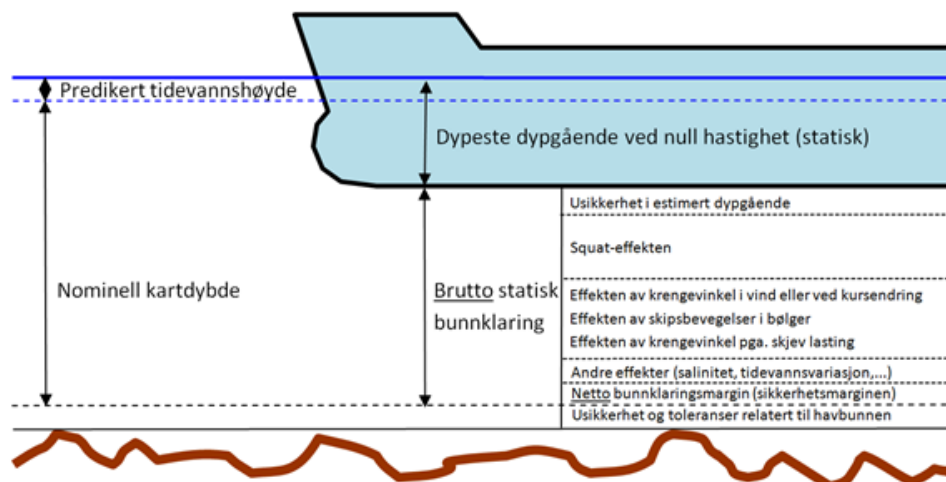 Predikert tidevannshøyde
Dypeste dypgående ved null hastighet (statisk)
Nominell kartdybde
Brutto statisk
bunnklaring
Usikkerhet i estimert dypgående
Squat-effekten
Effekten av krengevinkel i vind eller ved kursendring
Effekten av skipsbevegelser i bølger
Effekten av krengevinkel pga. skjev lasting
Andre effekter (salinitet, tidevannsvariasjon,...)
Netto bunnklaringsmargin (sikkerhetsmarginen)
Usikkerhet og toleranser relatert til havbunnen